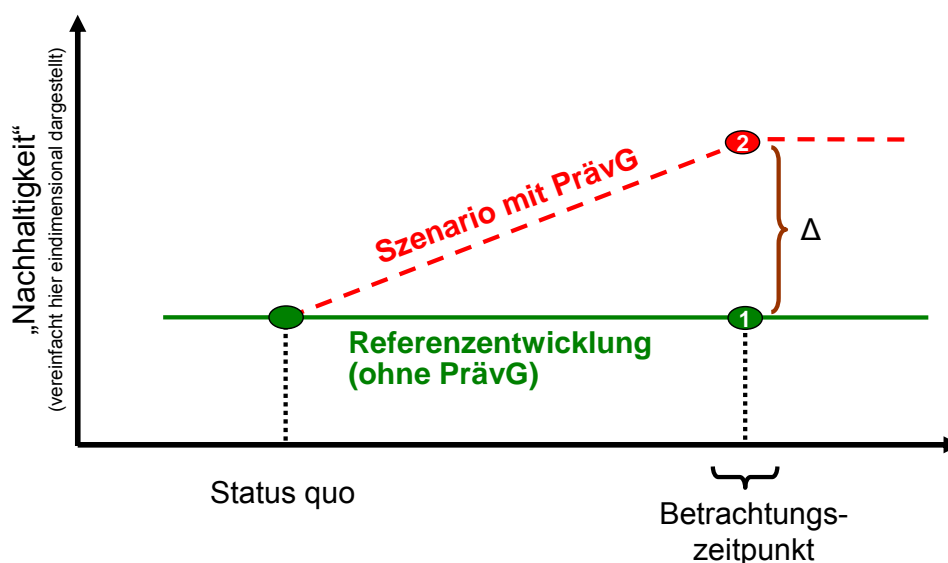 „Nachhaltigkeit“
(vereinfacht hier eindimensional dargestellt)
2
Szenario mit PrävG
Δ
1
Referenzentwicklung
(ohne PrävG)
Status quo
Betrachtungs-
zeitpunkt